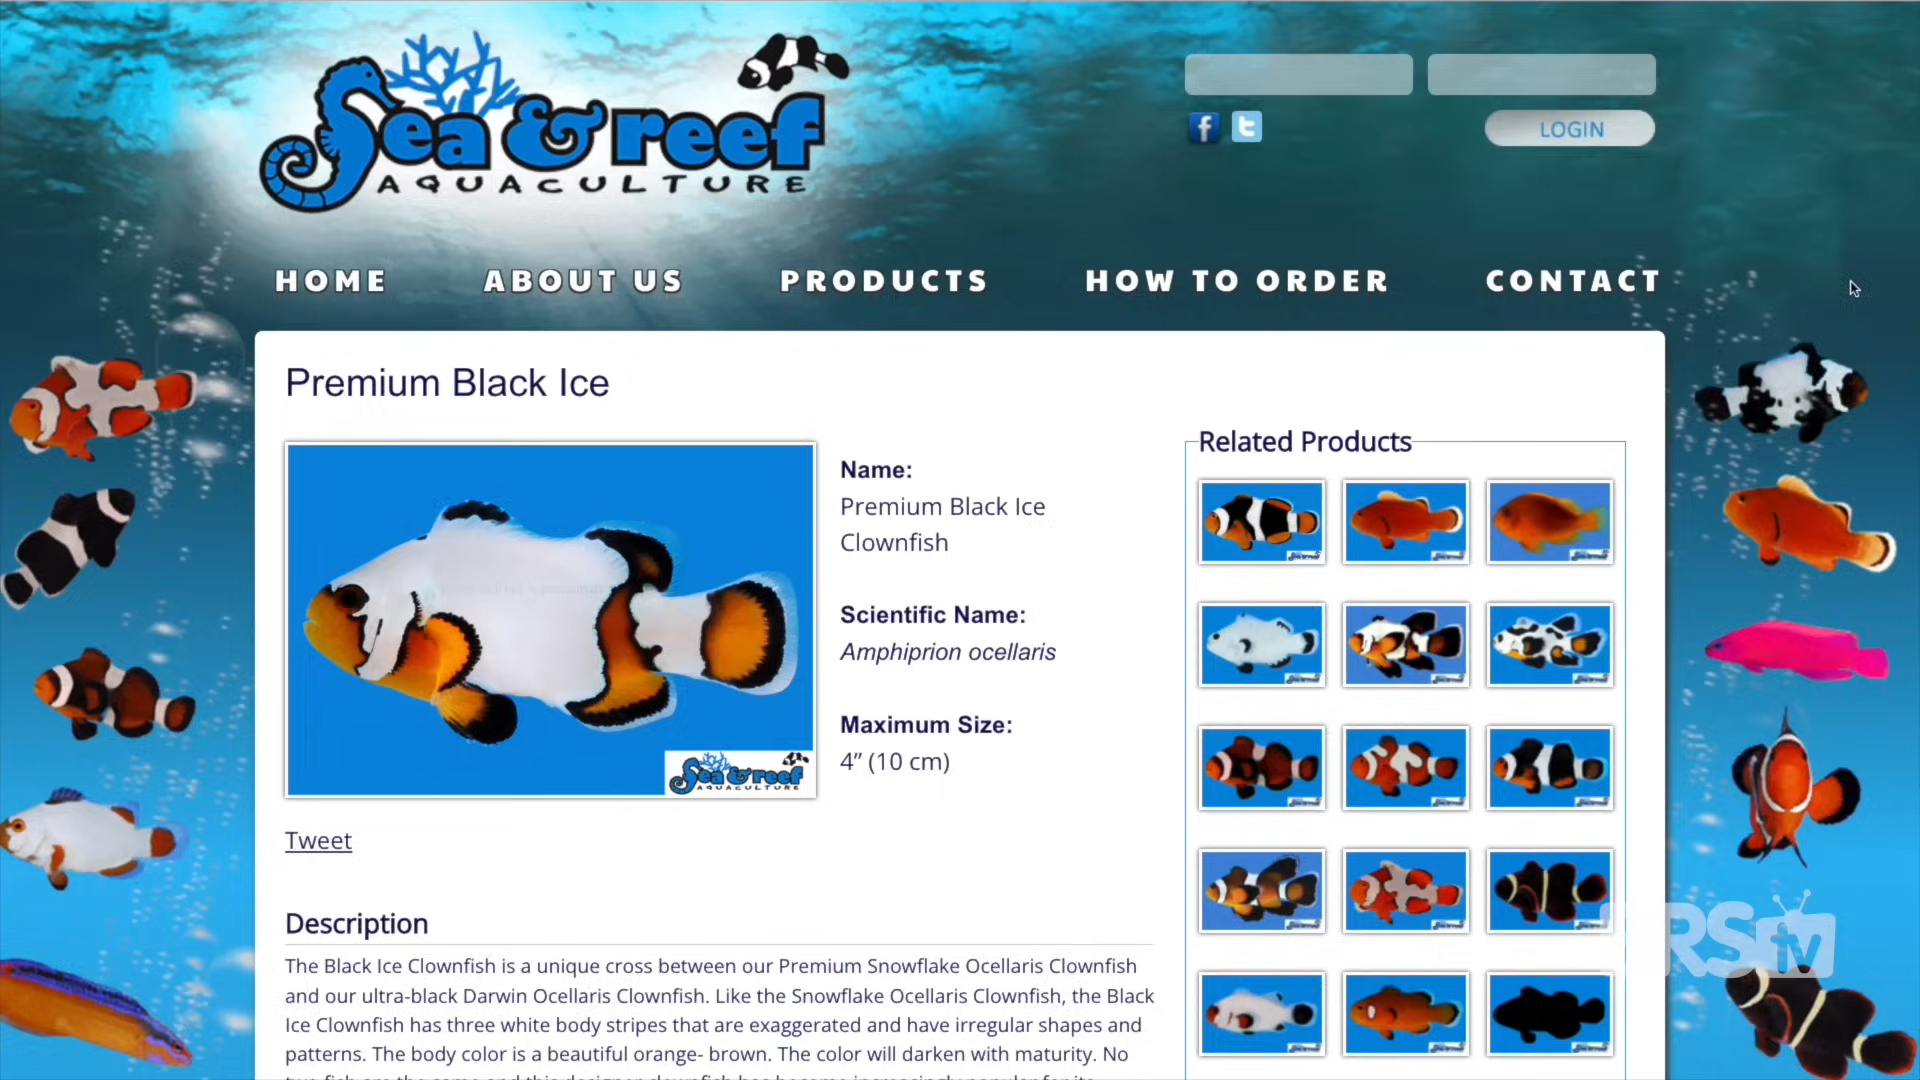 Sea & reef
AQUACULTURE
LOGIN
HOME
ABOUT US
PRODUCTS
HOW TO ORDER
CONTACT
Premium Black Ice
Name:
Premium Black Ice
Clownfish
Scientific Name:
Amphiprion ocellaris
Maximum Size:
4” (10 cm)
Sea & reef
AQUACULTURE
Tweet
Description
The Black Ice Clownfish is a unique cross between our Premium Snowflake Ocellaris Clownfish
and our ultra-black Darwin Ocellaris Clownfish. Like the Snowflake Ocellaris Clownfish, the Black
Ice Clownfish has three white body stripes that are exaggerated and have irregular shapes and
patterns. The body color is a beautiful orange- brown. The color will darken with maturity. No
Related Products
BRStv